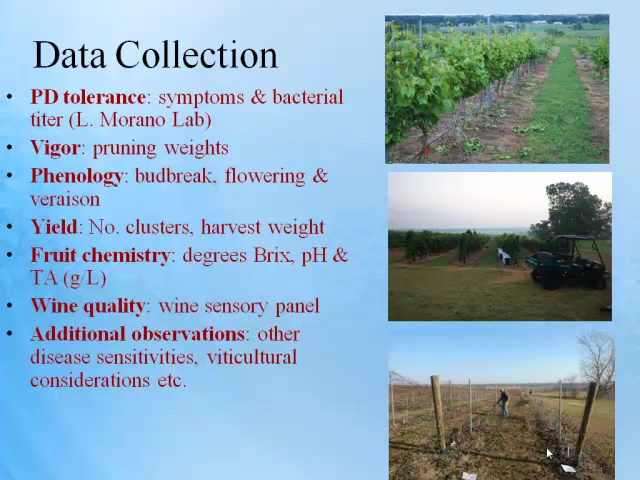 Data Collection
• PD tolerance: symptoms & bacterial
titer (L. Morano Lab)
• Vigor: pruning weights
• Phenology: budbreak, flowering &
veraison
• Yield: No. clusters, harvest weight
• Fruit chemistry: degrees Brix, pH &
TA (g/L)
• Wine quality: wine sensory panel
• Additional observations: other
disease sensitivities, viticultural
considerations etc.